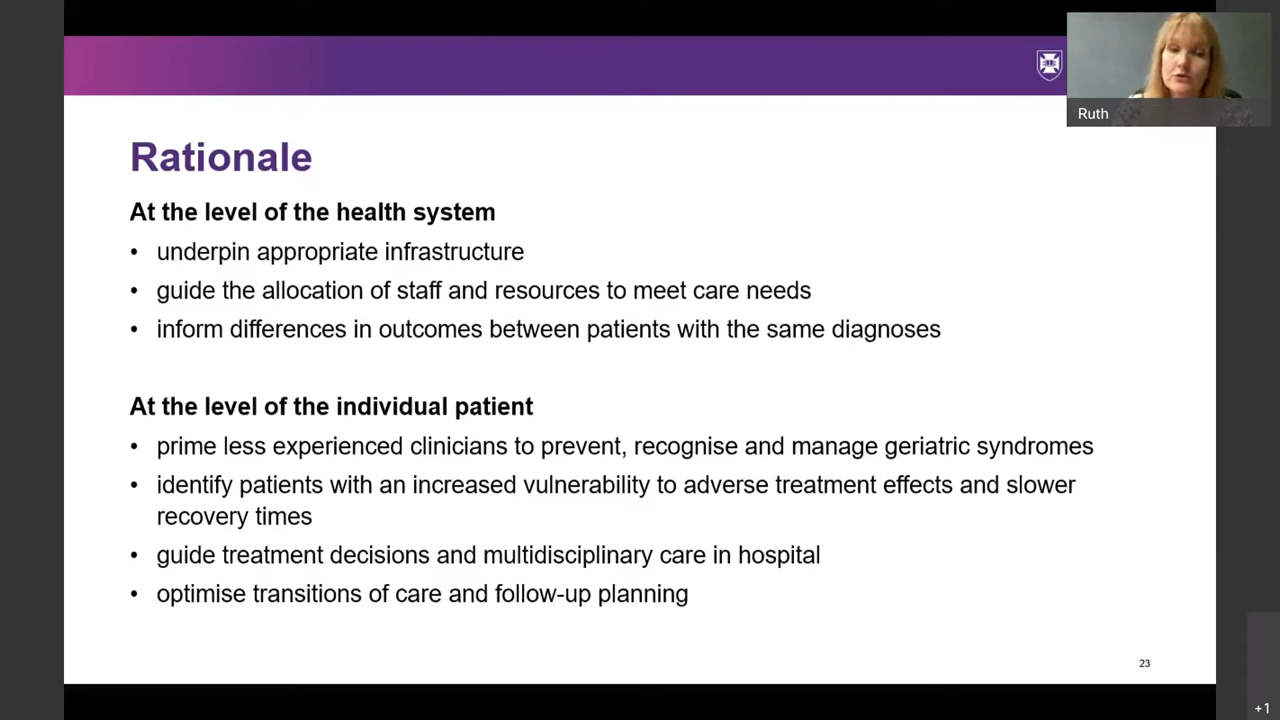 Ruth
Rationale
At the level of the health system
• underpin appropriate infrastructure
• guide the allocation of staff and resources to meet care needs
• inform differences in outcomes between patients with the same diagnoses
At the level of the individual patient
• prime less experienced clinicians to prevent, recognise and manage geriatric syndromes
• identify patients with an increased vulnerability to adverse treatment effects and slower
recovery times
• guide treatment decisions and multidisciplinary care in hospital
• optimise transitions of care and follow-up planning
23
+1